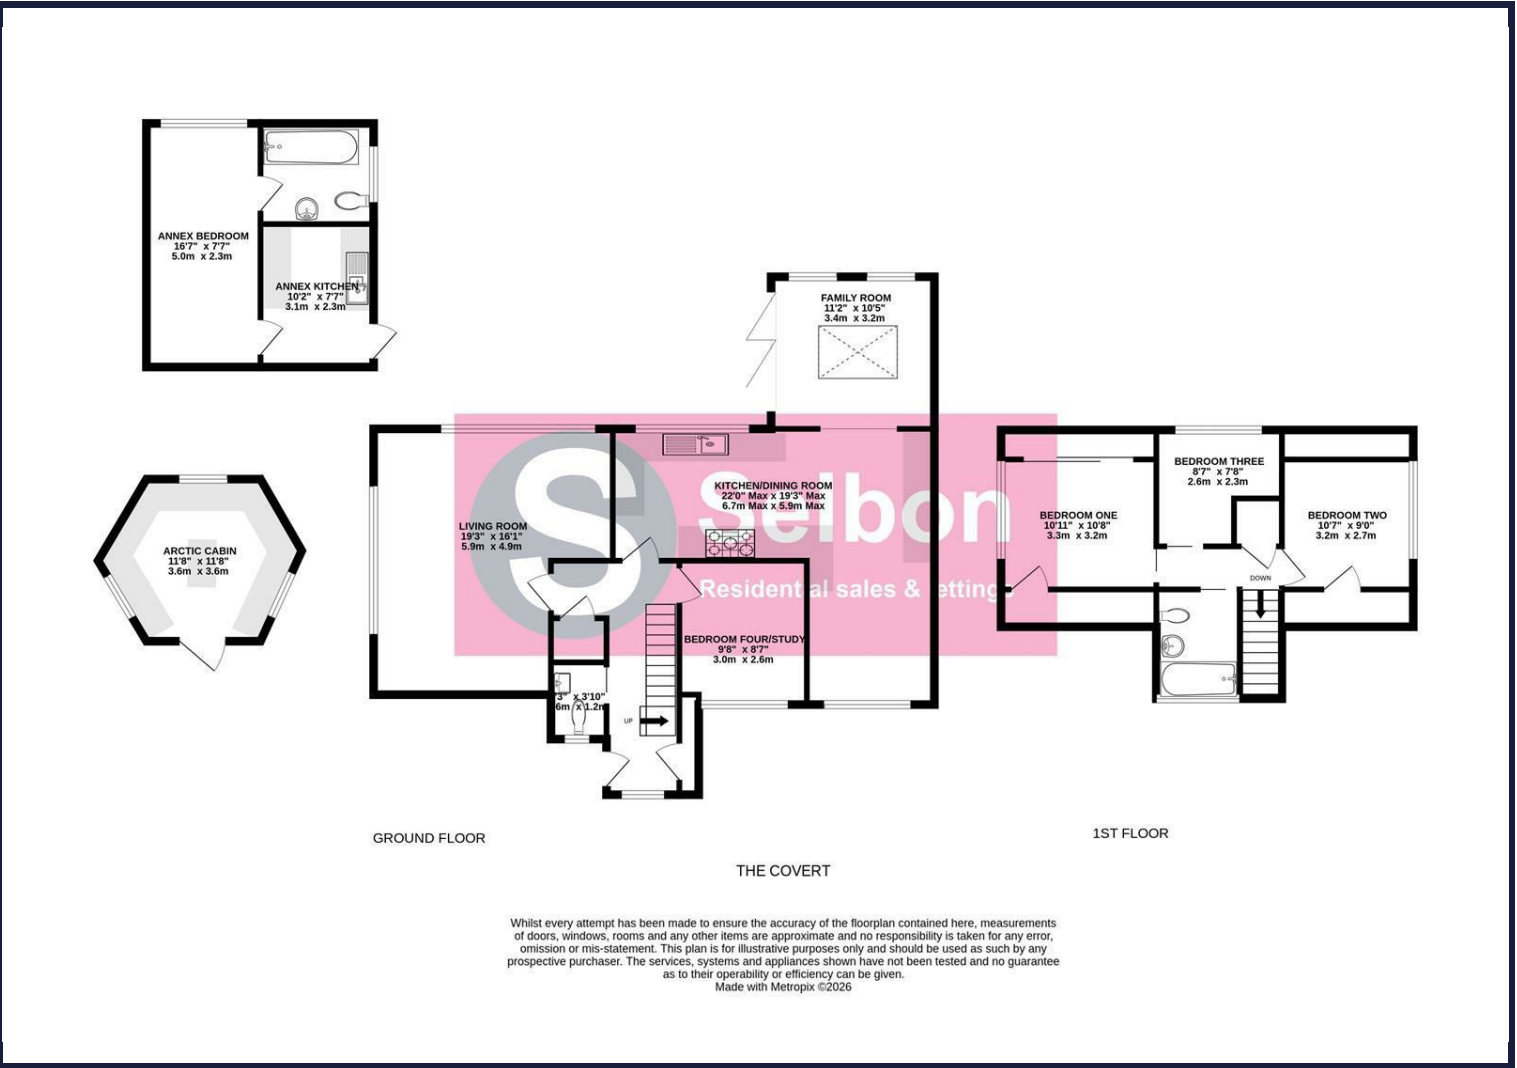 ANNEX BEDROOM
16'7" x 7'7"
5.0m x 2.3m
ANNEX KITCHEN
10'2" x 7'7"
3.1m x 2.3m
FAMILY ROOM
11'2" x 10'5"
3.4m x 3.2m
ARCTIC CABIN
11'8" x 11'8"
3.6m x 3.6m
LIVING ROOM
19'3" x 16'1"
5.9m x 4.9m
KITCHEN/DINING ROOM
22'0" Max x 19'3" Max
6.7m Max x 5.9m Max
Selbon
Residential sales & lettings
BEDROOM FOUR/STUDY
9'8" x 8'7"
3.0m x 2.6m
x 3'10"
x 1.2m
UP
BEDROOM THREE
8'7" x 7'8"
2.6m x 2.3m
BEDROOM ONE
10'11" x 10'8"
3.3m x 3.2m
BEDROOM TWO
10'7" x 9'0"
3.2m x 2.7m
DOWN
GROUND FLOOR
1ST FLOOR
THE COVERT
Whilst every attempt has been made to ensure the accuracy of the floorplan contained here, measurements
of doors, windows, rooms and any other items are approximate and no responsibility is taken for any error,
omission or mis-statement. This plan is for illustrative purposes only and should be used as such by any
prospective purchaser. The services, systems and appliances shown have not been tested and no guarantee
as to their operability or efficiency can be given.
Made with Metropix ©2026